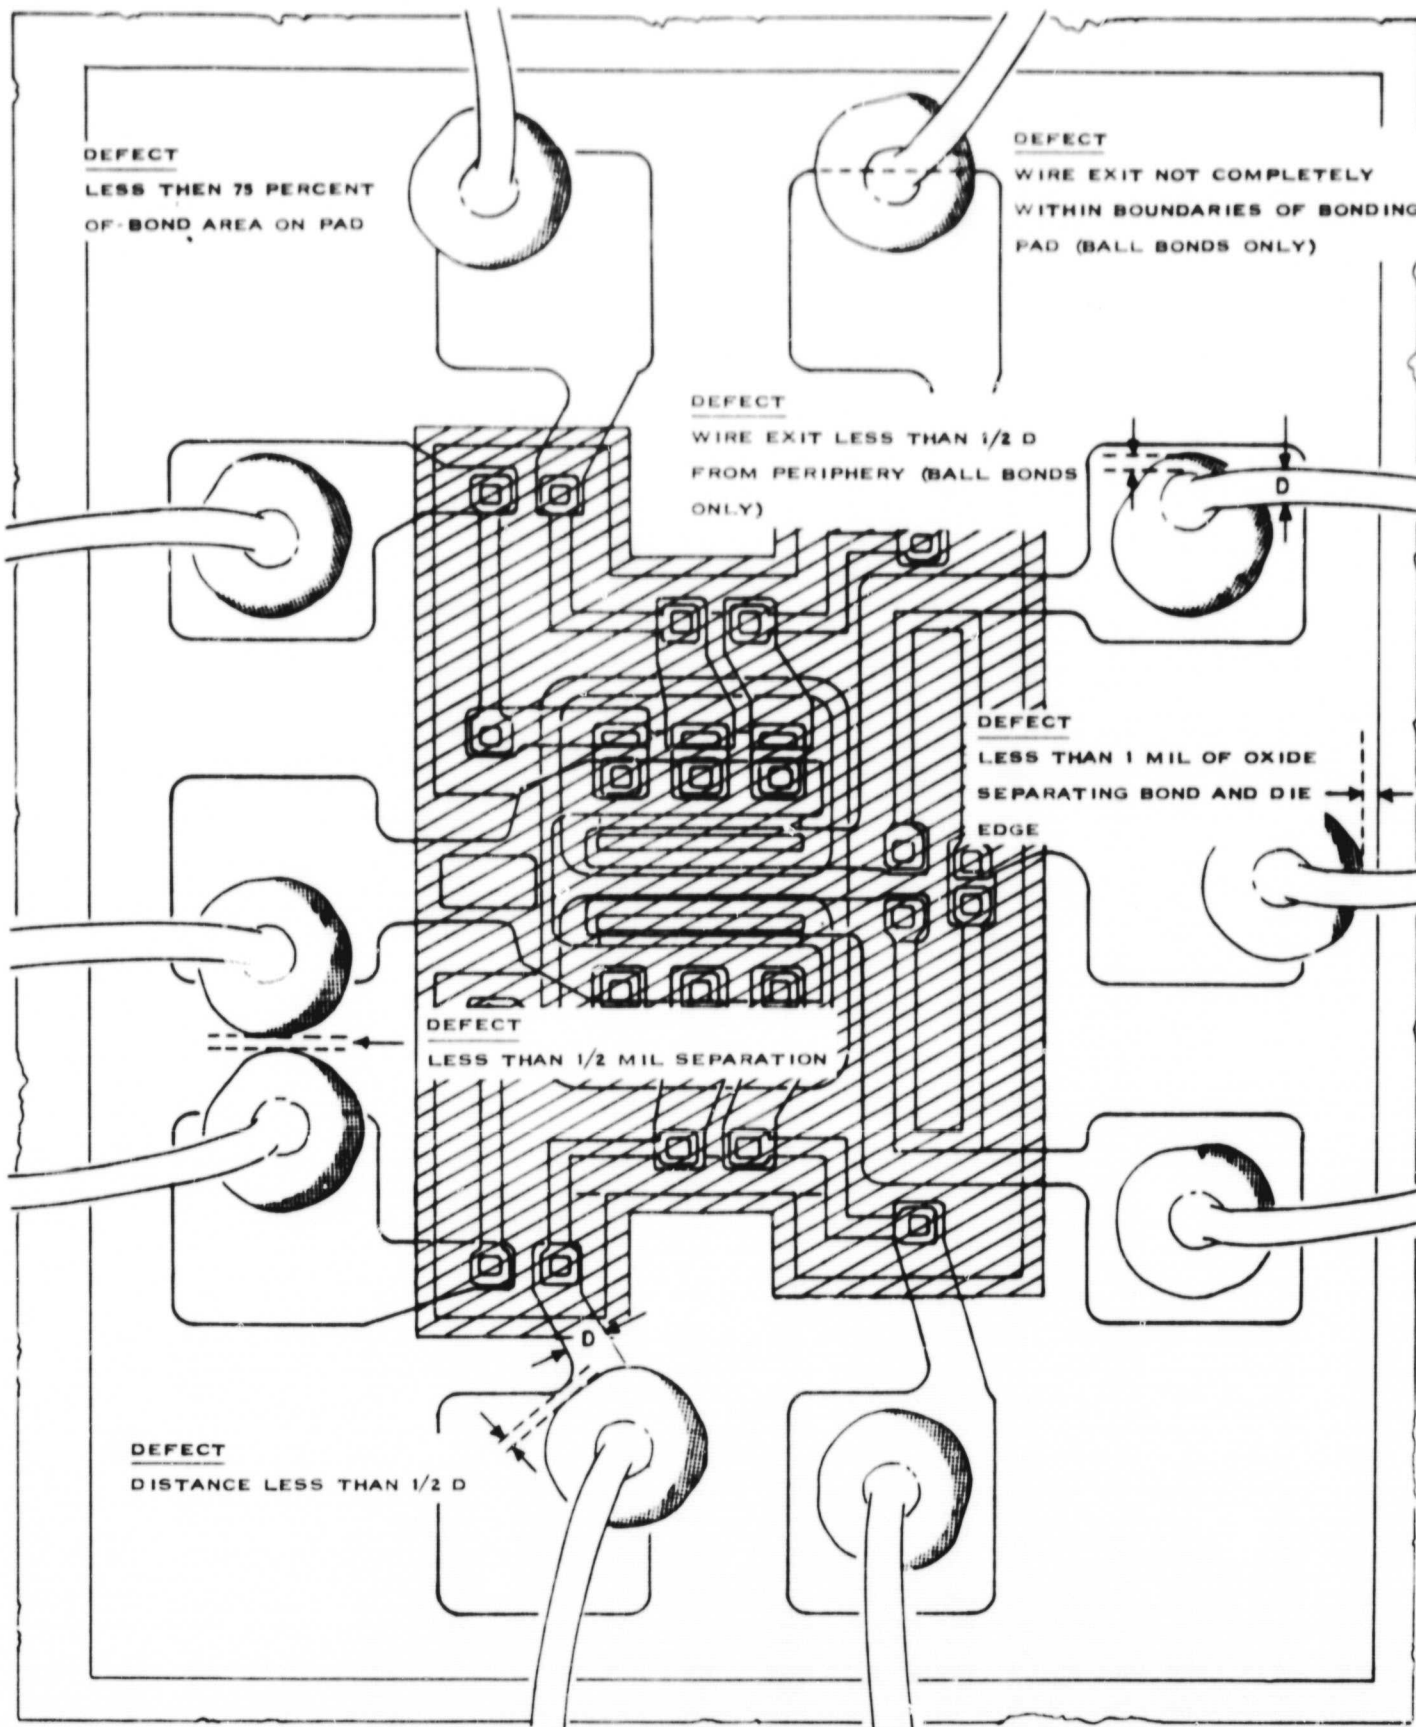 DEFECT
LESS THEN 75 PERCENT
OF-BOND AREA ON PAD
DEFECT
WIRE EXIT NOT COMPLETELY
WITHIN BOUNDARIES OF BONDING
PAD (BALL BONDS ONLY)
DEFECT
WIRE EXIT LESS THAN 1/2 D
FROM PERIPHERY (BALL BONDS
ONLY)
D
DEFECT
LESS THAN 1 MIL OF OXIDE
SEPARATING BOND AND DIE
EDGE
DEFECT
LESS THAN 1/2 MIL SEPARATION
D
DEFECT
DISTANCE LESS THAN 1/2 D